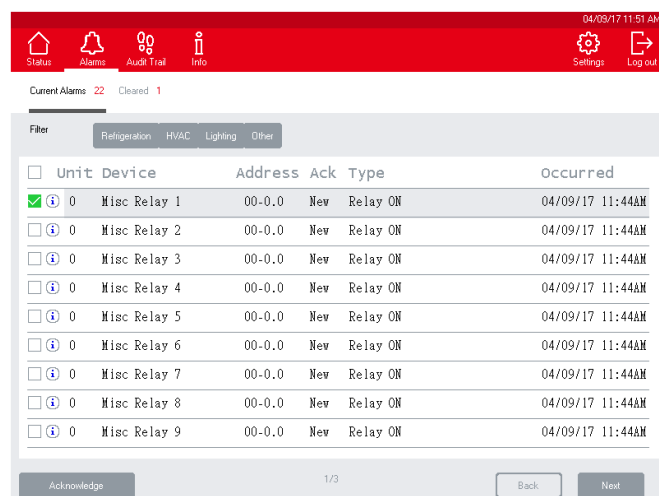 04/09/17 11:51 AM
Status Alarms Audit Trail Info Settings Log out
Current Alarms 22 Cleared 1
Filter Refrigeration HVAC Lighting Other
Unit Device Address Ack Type Occurred
0 Misc Relay 1 00-0.0 New Relay ON 04/09/17 11:44AM
0 Misc Relay 2 00-0.0 New Relay ON 04/09/17 11:44AM
0 Misc Relay 3 00-0.0 New Relay ON 04/09/17 11:44AM
0 Misc Relay 4 00-0.0 New Relay ON 04/09/17 11:44AM
0 Misc Relay 5 00-0.0 New Relay ON 04/09/17 11:44AM
0 Misc Relay 6 00-0.0 New Relay ON 04/09/17 11:44AM
0 Misc Relay 7 00-0.0 New Relay ON 04/09/17 11:44AM
0 Misc Relay 8 00-0.0 New Relay ON 04/09/17 11:44AM
0 Misc Relay 9 00-0.0 New Relay ON 04/09/17 11:44AM
Acknowledge 1/3 Back Next